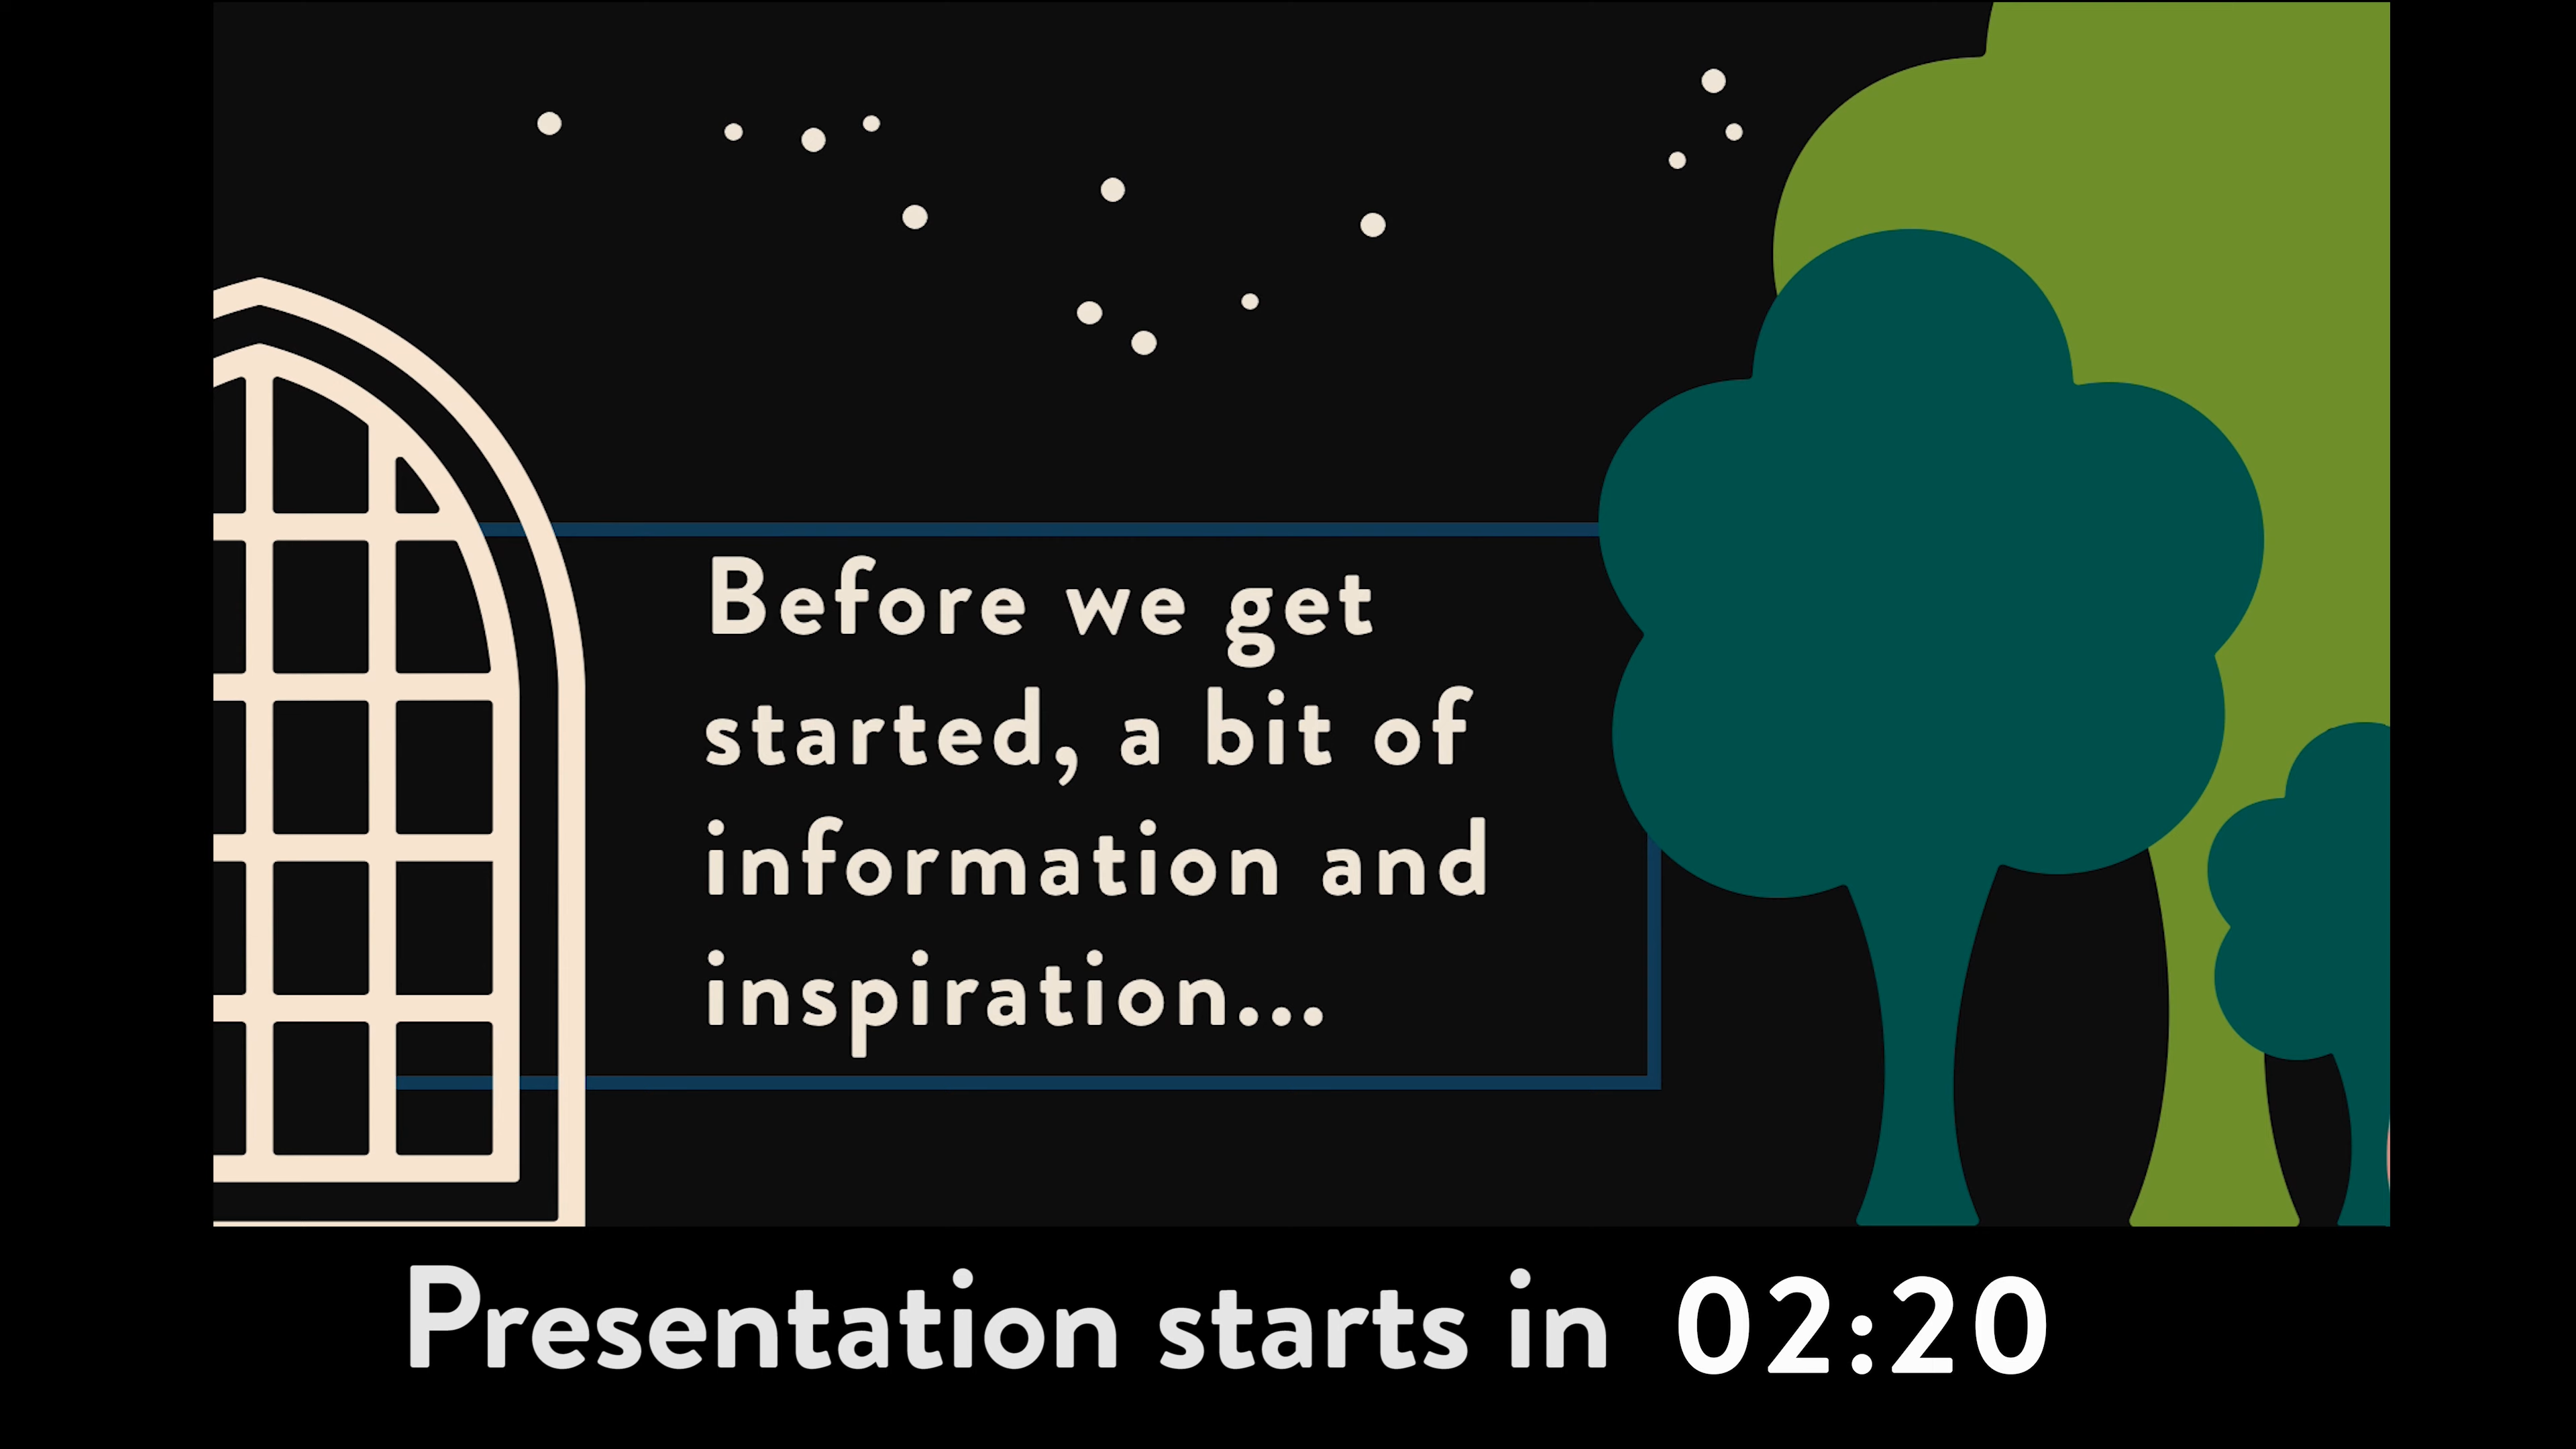 Before we get
started, a bit of
information and
inspiration...
Presentation starts in 02:20